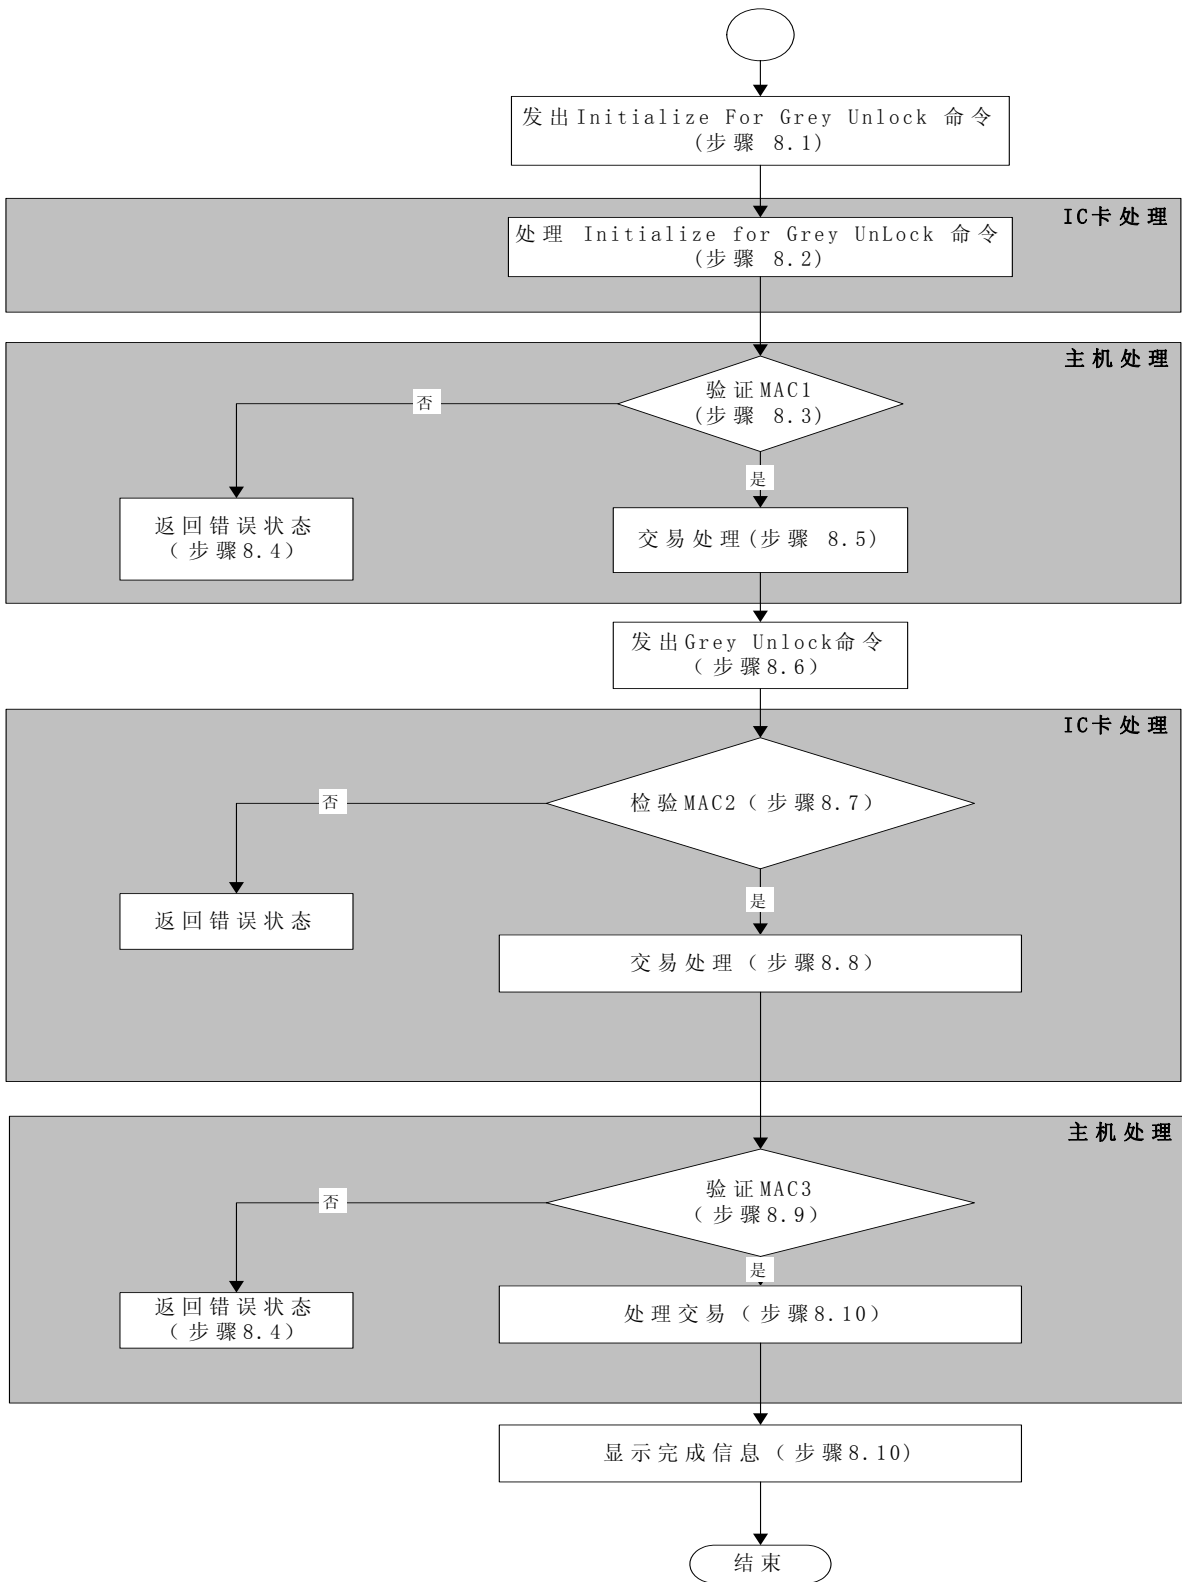 发出Initialize For Grey Unlock 命令
(步骤 8.1)
IC卡处理
处理 Initialize for Grey UnLock 命令
(步骤 8.2)
主机处理
验证MAC1
(步骤 8.3)
否
是
返回错误状态
（步骤8.4）
交易处理(步骤 8.5)
发出Grey Unlock命令
（步骤8.6）
IC卡处理
检验MAC2（步骤8.7）
否
是
返回错误状态
交易处理（步骤8.8）
主机处理
验证MAC3
（步骤8.9）
否
是
返回错误状态
（步骤8.4）
处理交易（步骤8.10）
显示完成信息（步骤8.10）
结束